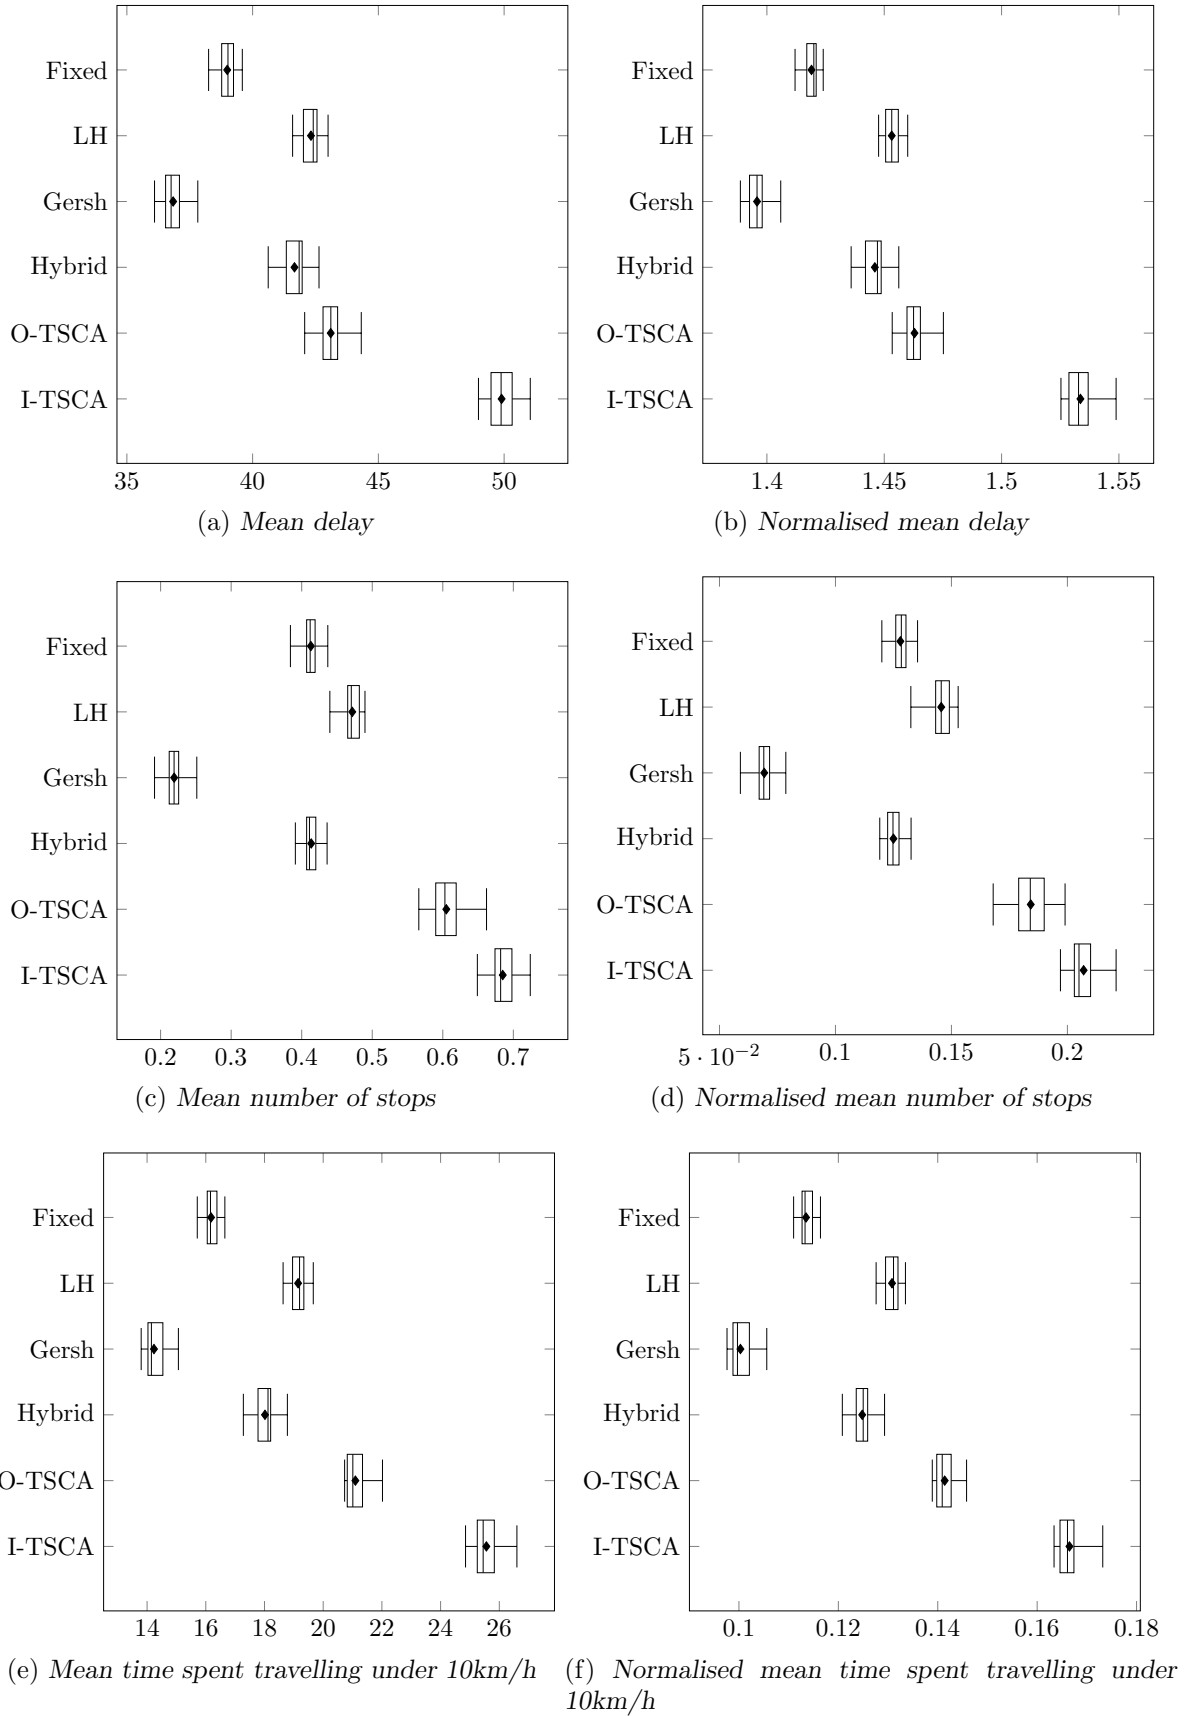 Fixed
LH
Gersh
Hybrid
O-TSCA
I-TSCA
35 40 45 50
(a) Mean delay
Fixed
LH
Gersh
Hybrid
O-TSCA
I-TSCA
1.4 1.45 1.5 1.55
(b) Normalised mean delay
Fixed
LH
Gersh
Hybrid
O-TSCA
I-TSCA
0.2 0.3 0.4 0.5 0.6 0.7
(c) Mean number of stops
Fixed
LH
Gersh
Hybrid
O-TSCA
I-TSCA
5 · 10⁻² 0.1 0.15 0.2
(d) Normalised mean number of stops
Fixed
LH
Gersh
Hybrid
O-TSCA
I-TSCA
14 16 18 20 22 24 26
(e) Mean time spent travelling under 10km/h
Fixed
LH
Gersh
Hybrid
O-TSCA
I-TSCA
0.1 0.12 0.14 0.16 0.18
(f) Normalised mean time spent travelling under
10km/h